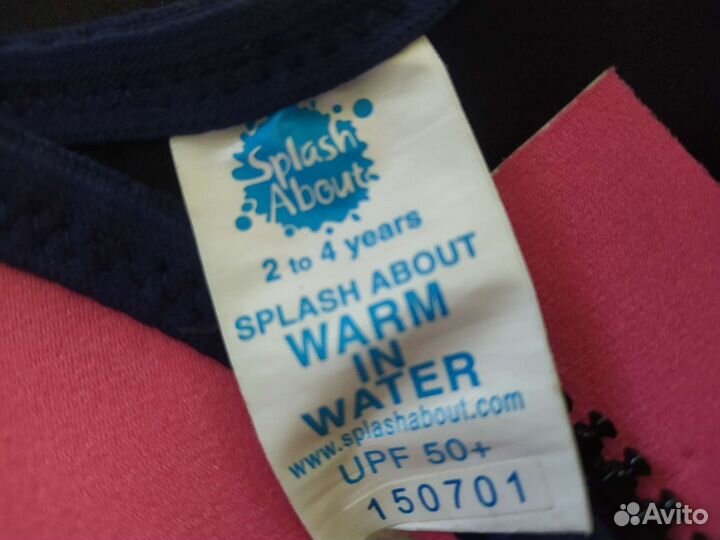 Splash
About
2 to 4 years
SPLASH ABOUT
WARM
IN
WATER
www.splashabout.com
UPF 50+
150701
Avito